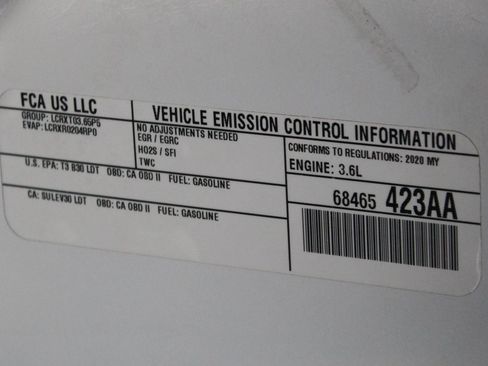 FCA US LLC
GROUP: LCRXT03.65P5
EVAP: LCRXR0204RP0
VEHICLE EMISSION CONTROL INFORMATION
NO ADJUSTMENTS NEEDED
EGR / EGRC
HO2S / SFI
TWC
CONFORMS TO REGULATIONS: 2020 MY
ENGINE: 3.6L
U.S. EPA: T3 B30 LDT OBD: CA OBD II FUEL: GASOLINE
CA: SULEV30 LDT OBD: CA OBD II FUEL: GASOLINE
68465 423AA